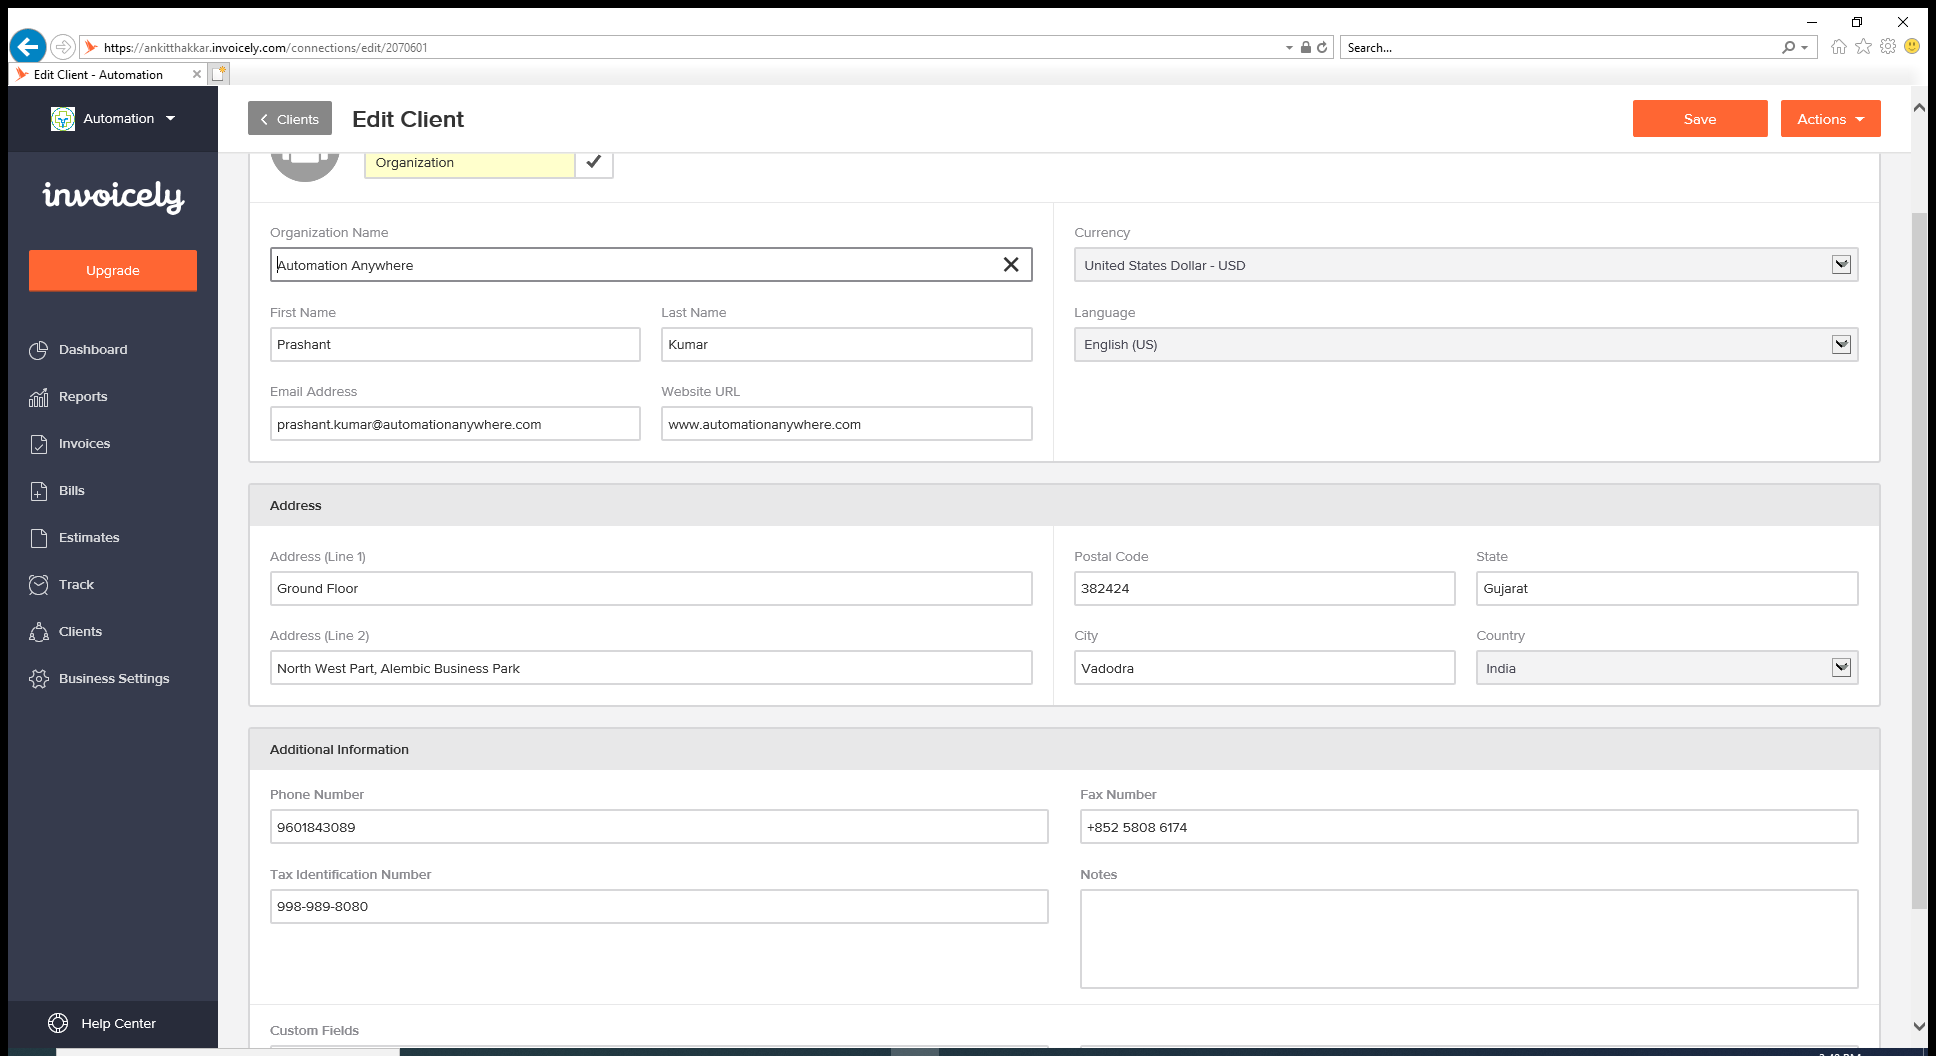 https://ankitthakkar.invoicely.com/connections/edit/2070601
Search...
Edit Client - Automation
Automation
Clients
Edit Client
Save
Actions
invoicely
Organization
Upgrade
Dashboard
Reports
Invoices
Bills
Estimates
Track
Clients
Business Settings
Help Center
Organization Name
Automation Anywhere
Currency
United States Dollar - USD
First Name
Last Name
Prashant
Kumar
Language
English (US)
Email Address
Website URL
prashant.kumar@automationanywhere.com
www.automationanywhere.com
Address
Address (Line 1)
Ground Floor
Postal Code
State
382424
Gujarat
Address (Line 2)
North West Part, Alembic Business Park
City
Country
Vadodra
India
Additional Information
Phone Number
Fax Number
9601843089
+852 5808 6174
Tax Identification Number
Notes
998-989-8080
Custom Fields